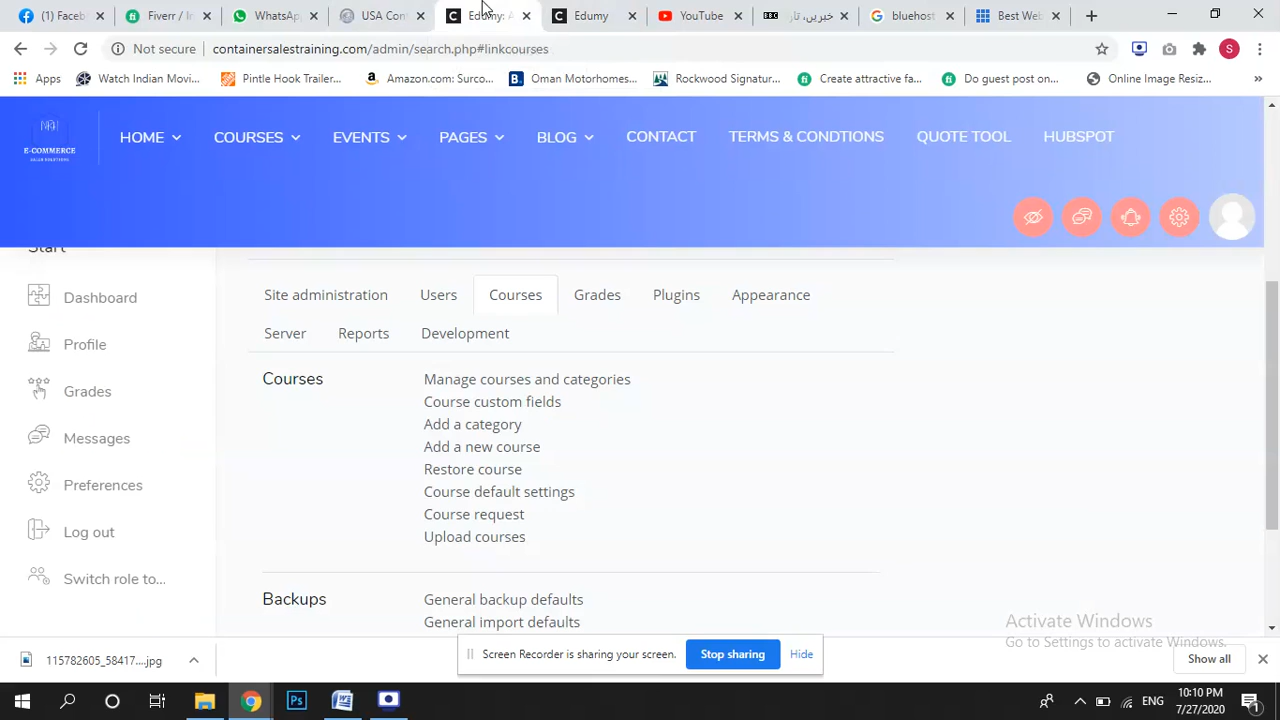 (1) Faceb
Fiverr / In
WhatsAp
USA Con
Edumy: A
Edumy
YouTube
BBC
خبریں، تاز
bluehost
Best Web
Not secure
containersalestraining.com/admin/search.php#linkcourses
Apps
Watch Indian Movi...
Pintle Hook Trailer...
Amazon.com: Surco...
Oman Motorhomes...
Rockwood Signatur...
Create attractive fa...
Do guest post on...
Online Image Resiz...
E-COMMERCE
SALES SOLUTIONS
HOME
COURSES
EVENTS
PAGES
BLOG
CONTACT
TERMS & CONDTIONS
QUOTE TOOL
HUBSPOT
Start
Dashboard
Profile
Grades
Messages
Preferences
Log out
Switch role to...
Site administration
Users
Courses
Grades
Plugins
Appearance
Server
Reports
Development
Courses
Manage courses and categories
Course custom fields
Add a category
Add a new course
Restore course
Course default settings
Course request
Upload courses
Backups
General backup defaults
General import defaults
Activate Windows
Go to Settings to activate Windows.
Screen Recorder is sharing your screen.
Stop sharing
Hide
115782605_58417....jpg
Show all
ENG
10:10 PM
7/27/2020